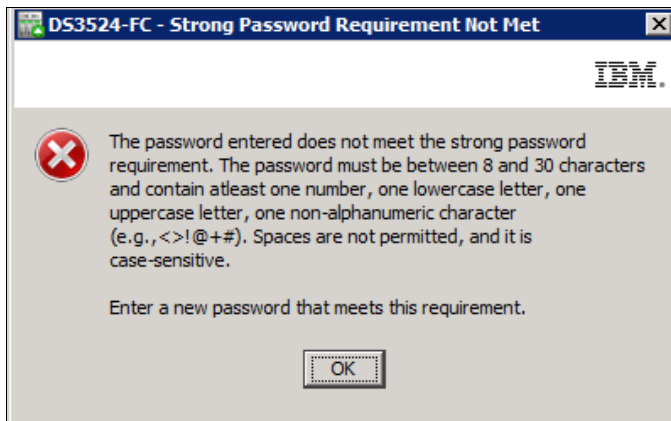 DS3524-FC - Strong Password Requirement Not Met
IBM.
The password entered does not meet the strong password
requirement. The password must be between 8 and 30 characters
and contain atleast one number, one lowercase letter, one
uppercase letter, one non-alphanumeric character
(e.g.,<>!@+#). Spaces are not permitted, and it is
case-sensitive.
Enter a new password that meets this requirement.
OK